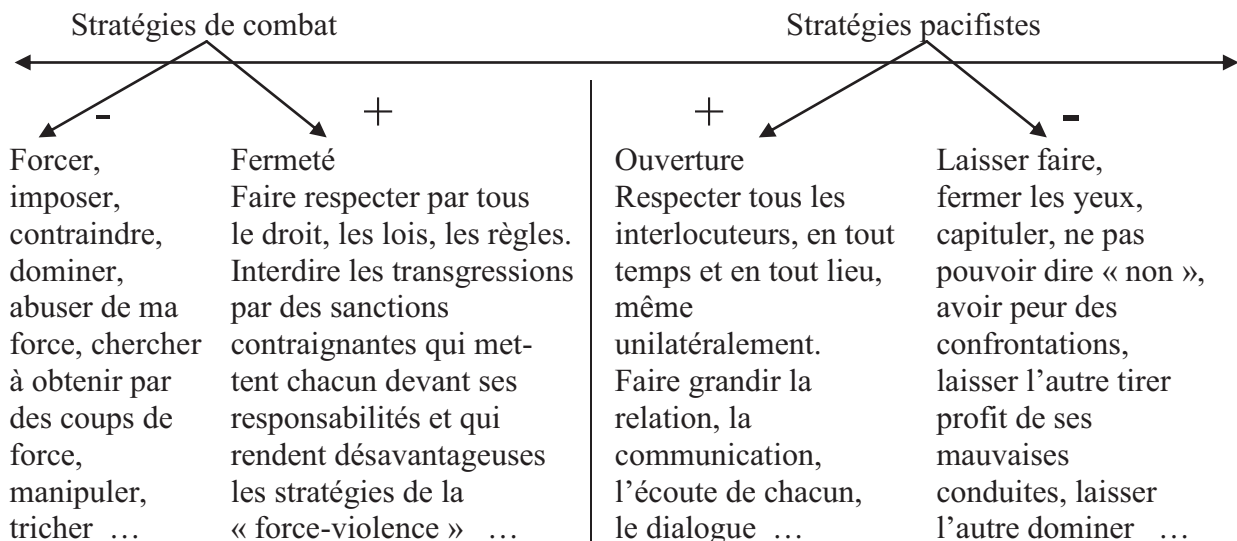 Stratégies de combat
Stratégies pacifistes
-
+
+
-
Forcer,
imposer,
contraindre,
dominer,
abuser de ma
force, chercher
à obtenir par
des coups de
force,
manipuler,
tricher …
Fermeté
Faire respecter par tous
le droit, les lois, les règles.
Interdire les transgressions
par des sanctions
contraignantes qui met-
tent chacun devant ses
responsabilités et qui
rendent désavantageuses
les stratégies de la
« force-violence » …
Ouverture
Respecter tous les
interlocuteurs, en tout
temps et en tout lieu,
même
unilatéralement.
Faire grandir la
relation, la
communication,
l’écoute de chacun,
le dialogue …
Laisser faire,
fermer les yeux,
capituler, ne pas
pouvoir dire « non »,
avoir peur des
confrontations,
laisser l’autre tirer
profit de ses
mauvaises
conduites, laisser
l’autre dominer …